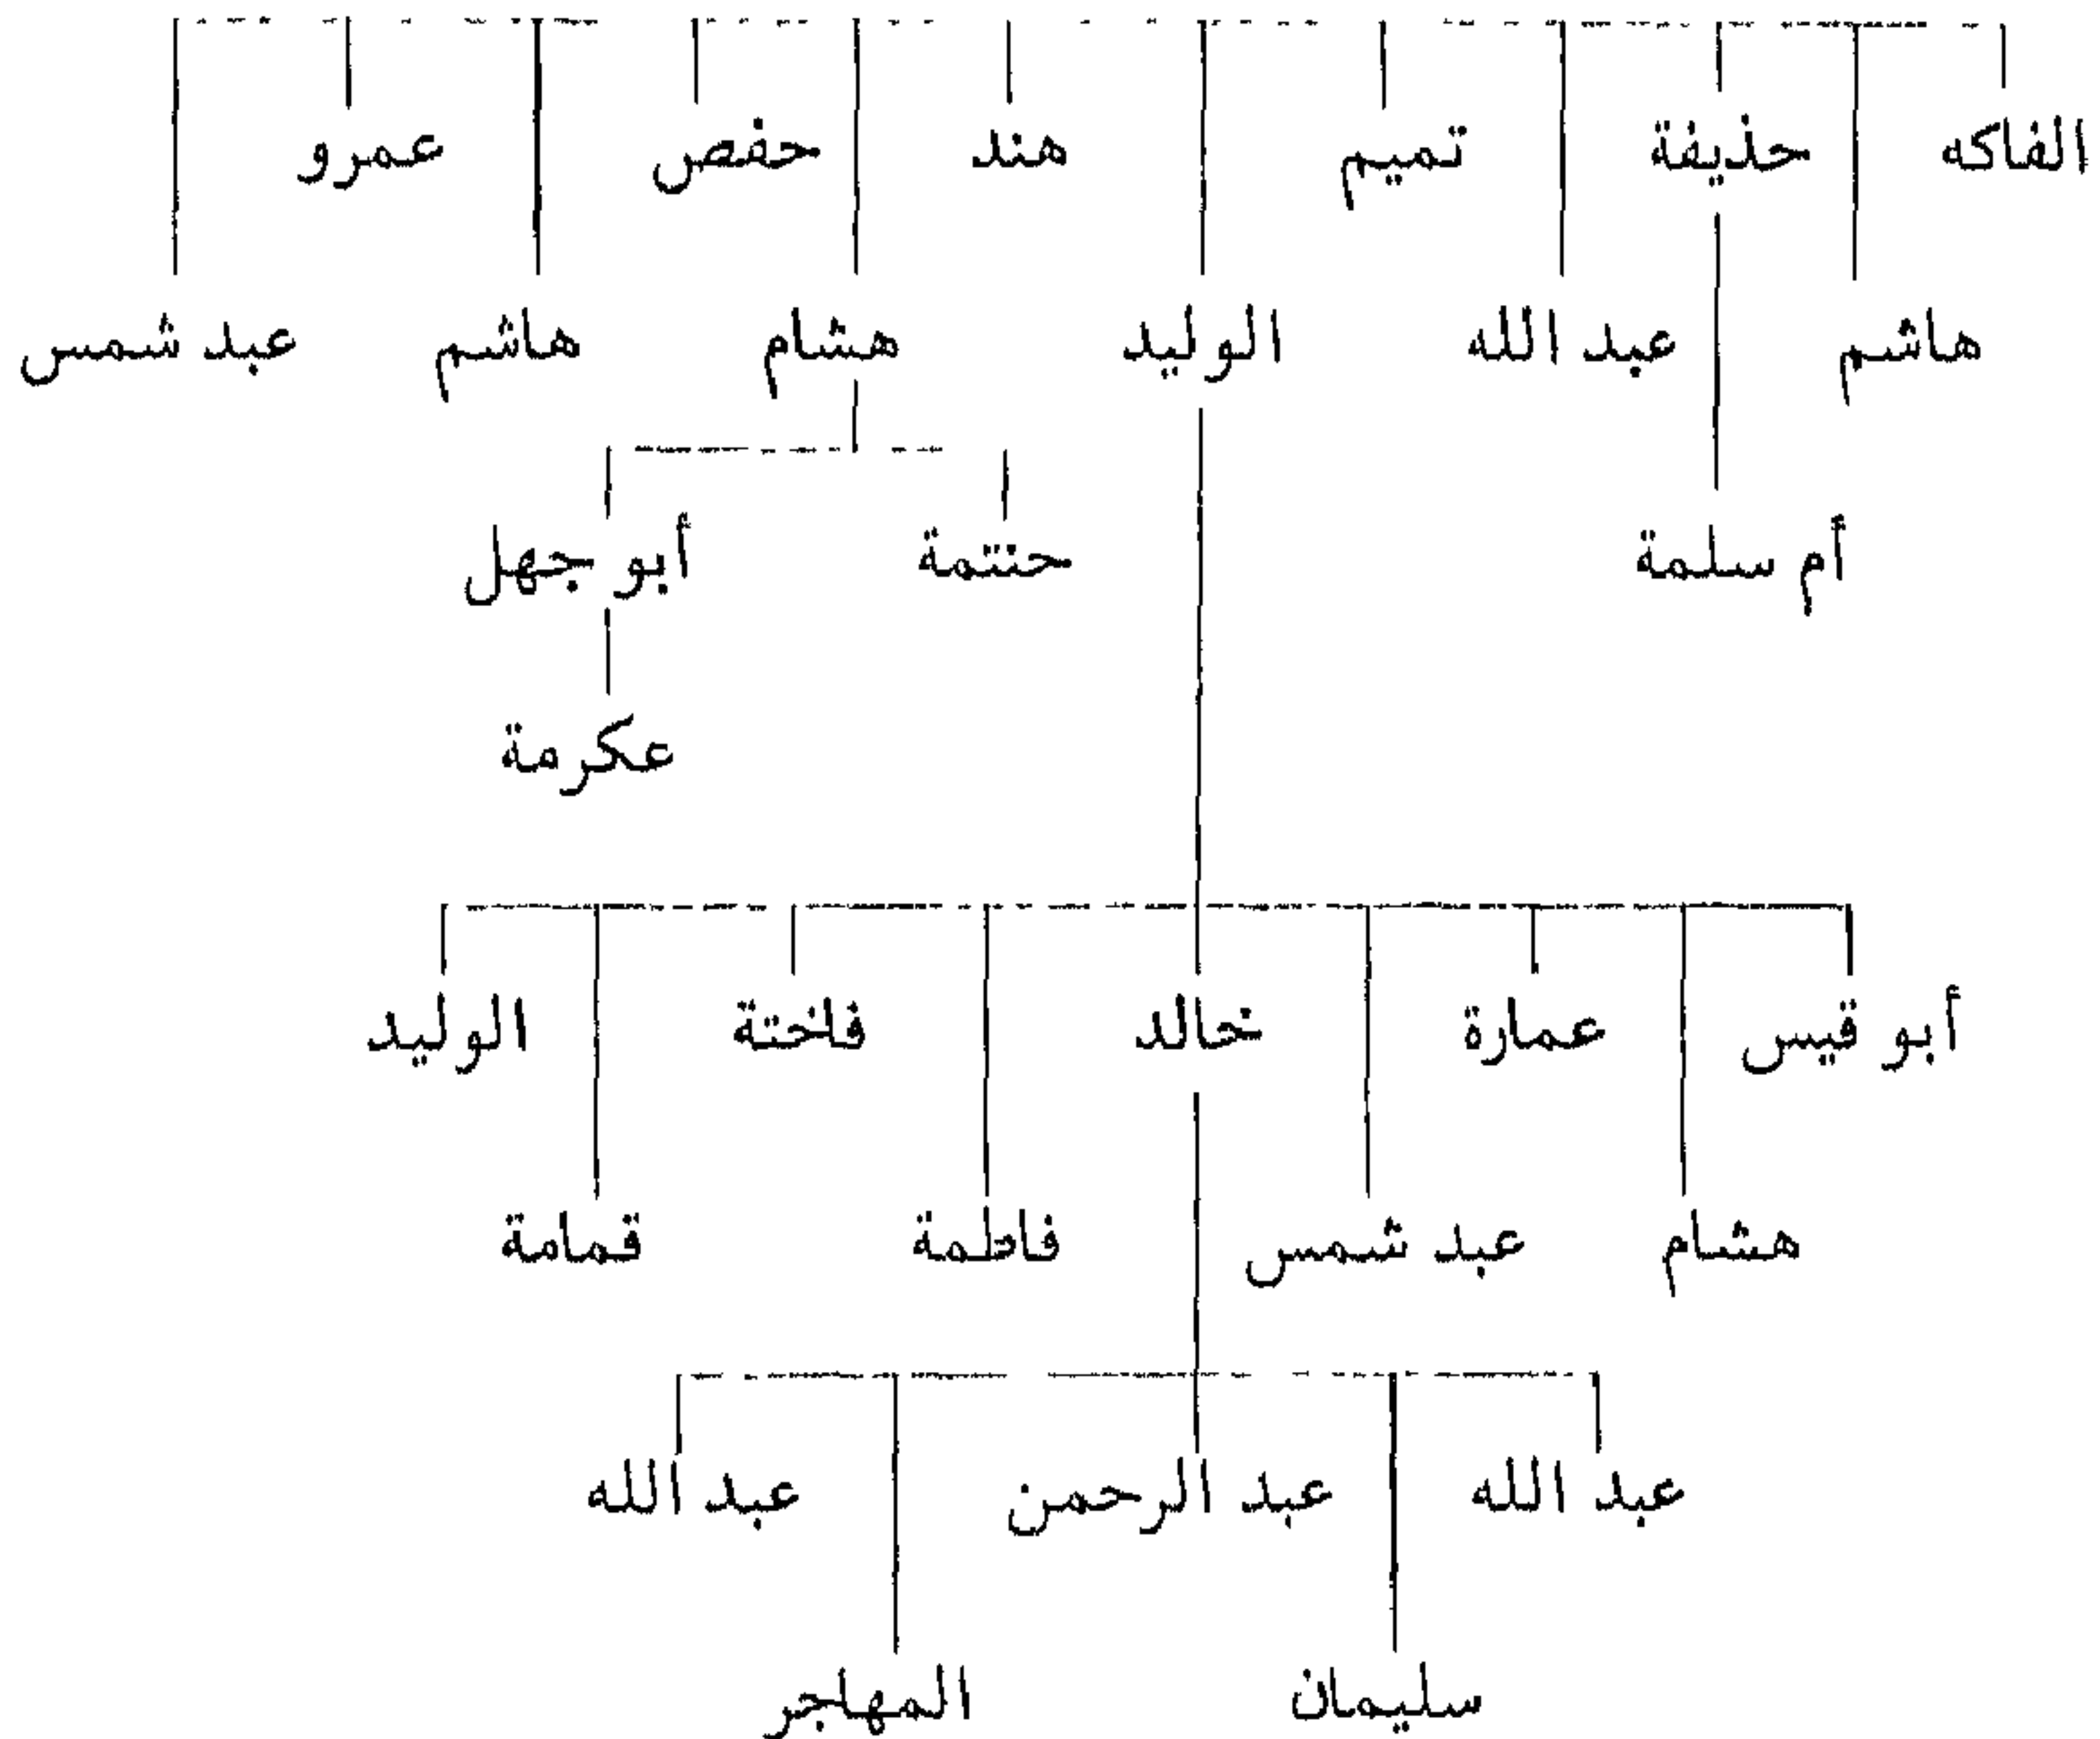 الفاكه حذيفة تميم هند حفص عمرو
هاشم عبد الله الوليد هشام هاشم عبد شمس
أم سلمة حنتمة أبو جهل
عكرمة
أبو قيس عمارة خالد فاختة الوليد
هشام عبد شمس فاطمة قمامة
عبد الله عبد الرحمن عبد الله
سليمان المهاجر